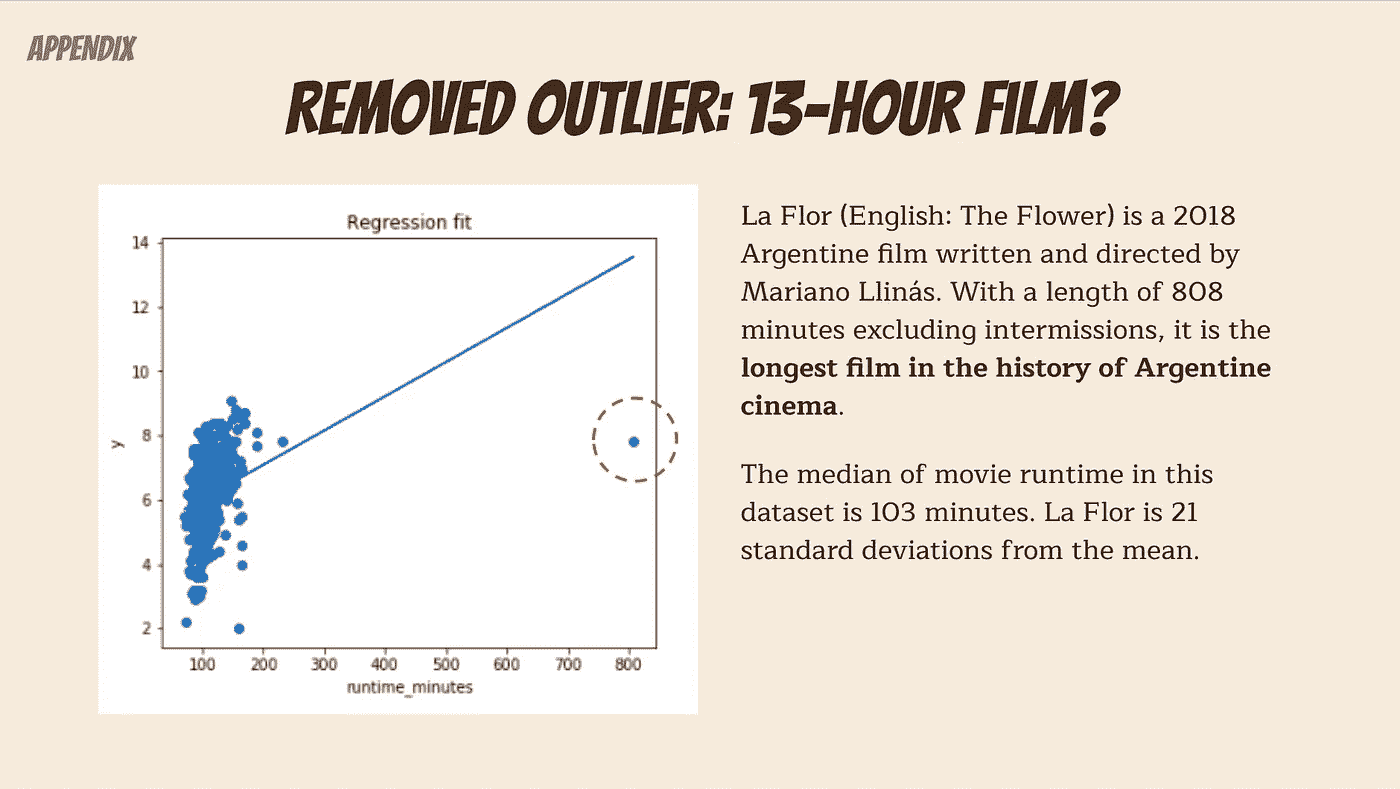 APPENDIX
REMOVED OUTLIER: 13-HOUR FILM?
Regression fit
14
12
10
8
6
4
2
y
100 200 300 400 500 600 700 800
runtime_minutes
La Flor (English: The Flower) is a 2018
Argentine film written and directed by
Mariano Llinás. With a length of 808
minutes excluding intermissions, it is the
longest film in the history of Argentine
cinema.
The median of movie runtime in this
dataset is 103 minutes. La Flor is 21
standard deviations from the mean.